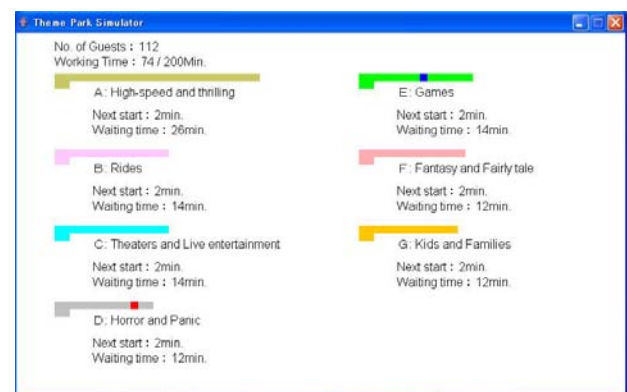 Theme Park Simulator
No. of Guests : 112
Working Time : 74 / 200Min.
A : High-speed and thrilling
Next start : 2min.
Waiting time : 26min.
B : Rides
Next start : 2min.
Waiting time : 14min.
C : Theaters and Live entertainment
Next start : 2min.
Waiting time : 14min.
D : Horror and Panic
Next start : 2min.
Waiting time : 12min.
E : Games
Next start : 2min.
Waiting time : 14min.
F : Fantasy and Fairly tale
Next start : 2min.
Waiting time : 12min.
G : Kids and Families
Next start : 2min.
Waiting time : 12min.